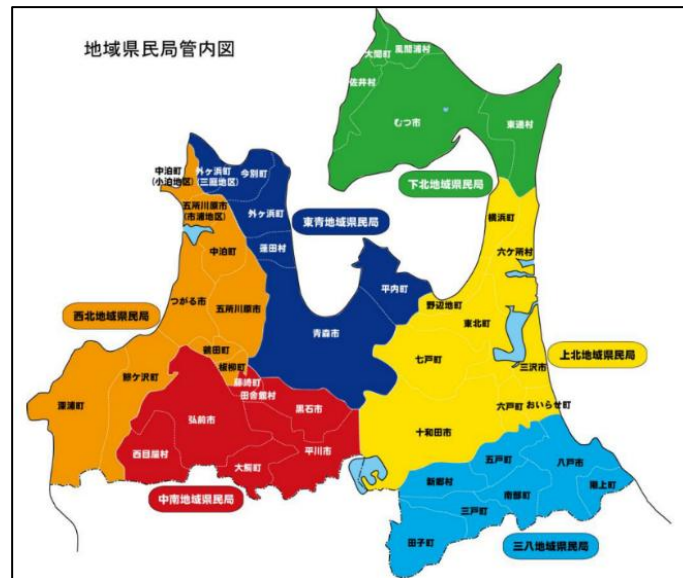 地域県民局管内図
大間町
風間浦村
佐井村
むつ市
東通村
下北地域県民局
中泊町
(小泊地区)
外ヶ浜町
(三厩地区)
今別町
五所川原市
(市浦地区)
外ヶ浜町
東青地域県民局
蓬田村
中泊町
平内町
横浜町
六ケ所村
つがる市
五所川原市
野辺地町
東北町
西北地域県民局
青森市
鶴田町
板柳町
七戸町
上北地域県民局
三沢市
鰺ケ沢町
藤崎町
田舎館村
深浦町
黒石市
弘前市
六戸町
おいらせ町
十和田市
西目屋村
平川市
大鰐町
中南地域県民局
五戸町
八戸市
新郷村
南部町
階上町
三戸町
田子町
三八地域県民局